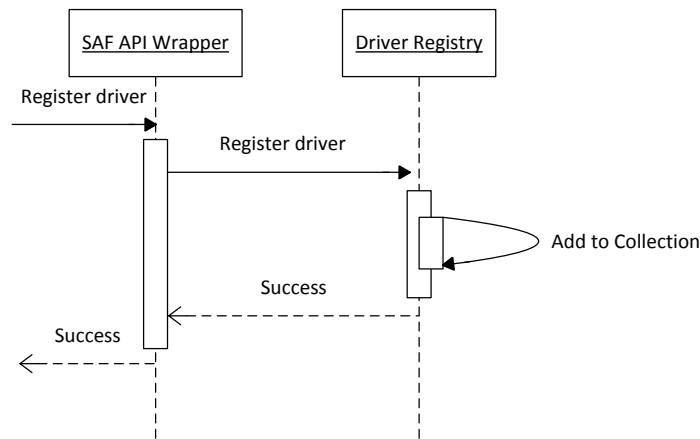 SAF API Wrapper
Driver Registry
Register driver
Register driver
Add to Collection
Success
Success